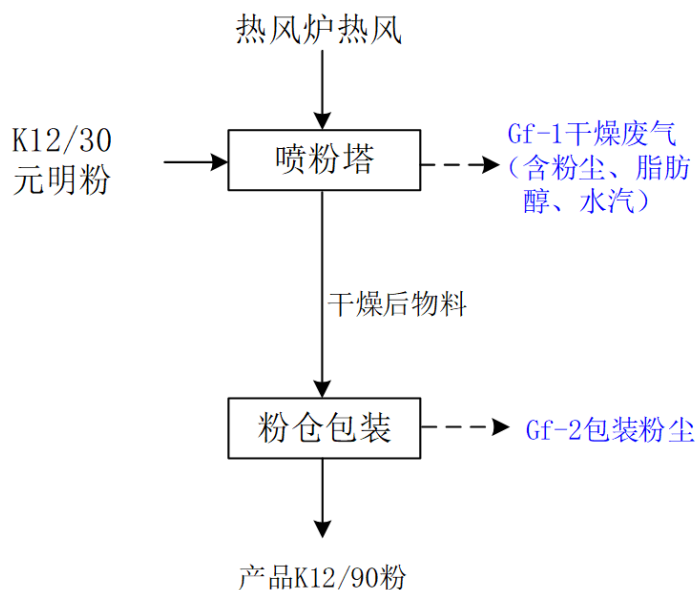 热风炉热风
K12/30
元明粉
喷粉塔
Gf-1干燥废气
（含粉尘、脂肪
醇、水汽）
干燥后物料
粉仓包装
Gf-2包装粉尘
产品K12/90粉